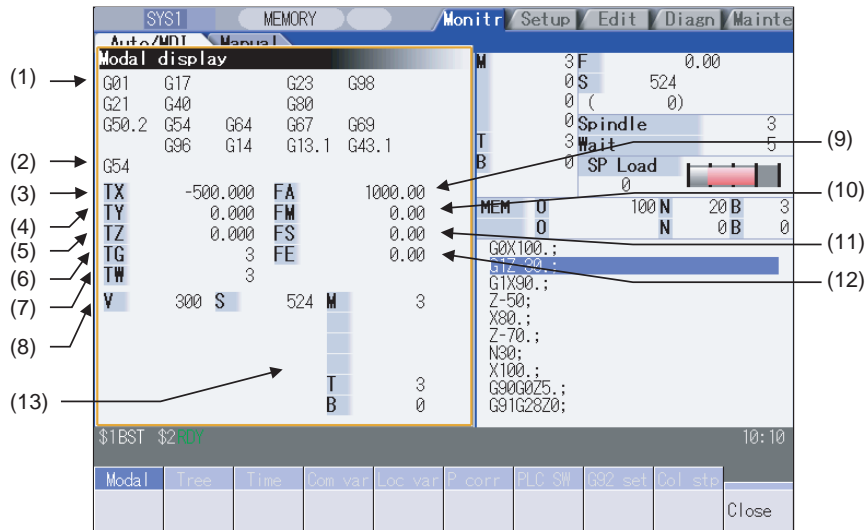 SYS1 MEMORY Monitr Setup Edit Diagn Mainte
Auto/MDI Manual
Modal display
(1) G01 G17 G23 G98
G21 G40 G80
G50.2 G54 G64 G67 G69
G96 G14 G13.1 G43.1
(2) G54
(3) TX -500.000 FA 1000.00 (9)
(4) TY 0.000 FM 0.00 (10)
(5) TZ 0.000 FS 0.00 (11)
(6) TG 3 FE 0.00 (12)
(7) TW 3
(8) V 300 S 524 M 3
(13)
T 3
B 0
M 3 F 0.00
0 S 524
0 ( 0)
0 Spindle 3
T 3 Wait 5
B 0 SP Load
0
MEM O 100 N 20 B 3
O N 0 B 0
G0X100.;
G1Z-80.;
G1X90.;
Z-50;
X80.;
Z-70.;
N30;
X100.;
G90G0Z5.;
G91G28Z0;
$1BST $2RDY 10:10
Modal Tree Time Com var Loc var P corr PLC SW G92 set Col stp
Close